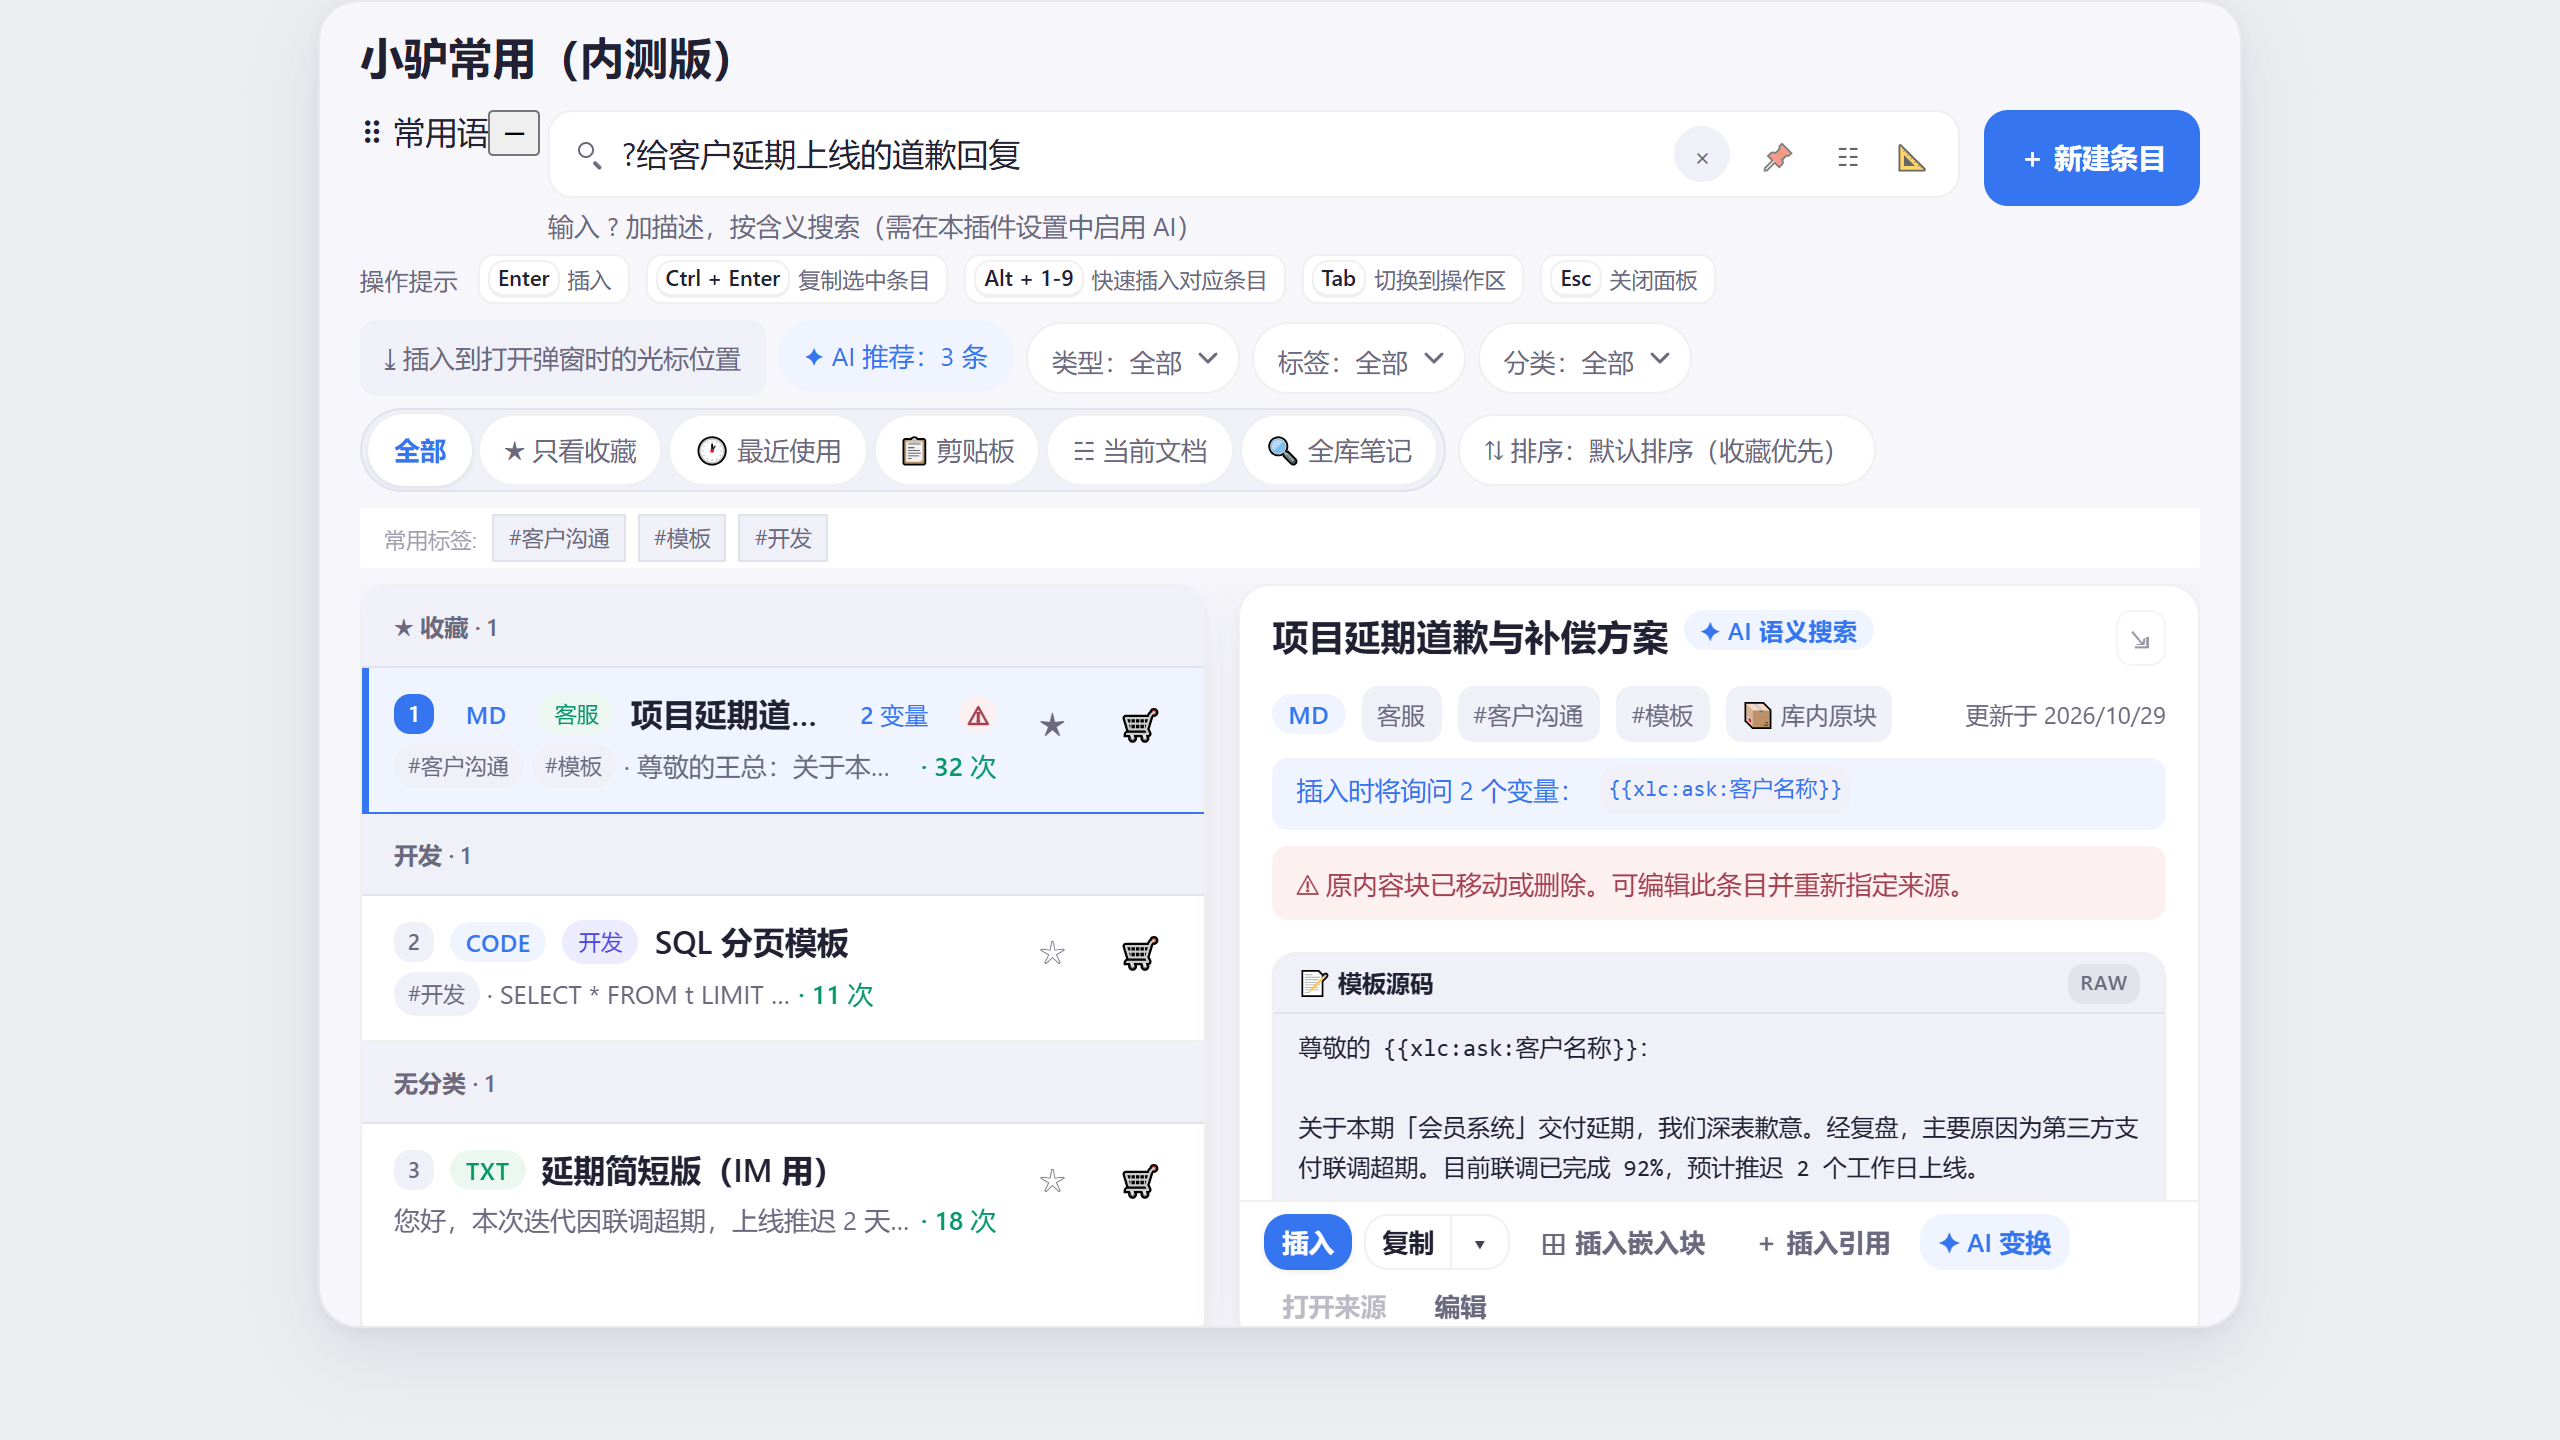 小驴常用（内测版）
⠿ 常用语 − ?给客户延期上线的道歉回复 × + 新建条目
输入 ? 加描述，按含义搜索（需在本插件设置中启用 AI）
操作提示 Enter 插入 Ctrl + Enter 复制选中条目 Alt + 1-9 快速插入对应条目 Tab 切换到操作区 Esc 关闭面板
⤓ 插入到打开弹窗时的光标位置 ✦ AI 推荐：3 条 类型：全部 标签：全部 分类：全部
全部 ★ 只看收藏 最近使用 剪贴板 ☵ 当前文档 全库笔记 ⇅ 排序：默认排序（收藏优先）
常用标签: #客户沟通 #模板 #开发
★ 收藏 · 1
1 MD 客服 项目延期道… 2 变量 ⚠ ★
#客户沟通 #模板 · 尊敬的王总：关于本… · 32 次
开发 · 1
2 CODE 开发 SQL 分页模板 ☆
#开发 · SELECT * FROM t LIMIT … · 11 次
无分类 · 1
3 TXT 延期简短版（IM 用） ☆
您好，本次迭代因联调超期，上线推迟 2 天… · 18 次
项目延期道歉与补偿方案 ✦ AI 语义搜索
MD 客服 #客户沟通 #模板 库内原块 更新于 2026/10/29
插入时将询问 2 个变量： {{xlc:ask:客户名称}}
⚠ 原内容块已移动或删除。可编辑此条目并重新指定来源。
模板源码 RAW
尊敬的 {{xlc:ask:客户名称}}：
关于本期「会员系统」交付延期，我们深表歉意。经复盘，主要原因为第三方支
付联调超期。目前联调已完成 92%，预计推迟 2 个工作日上线。
插入 复制 ▾ 田 插入嵌入块 + 插入引用 ✦ AI 变换
打开来源 编辑